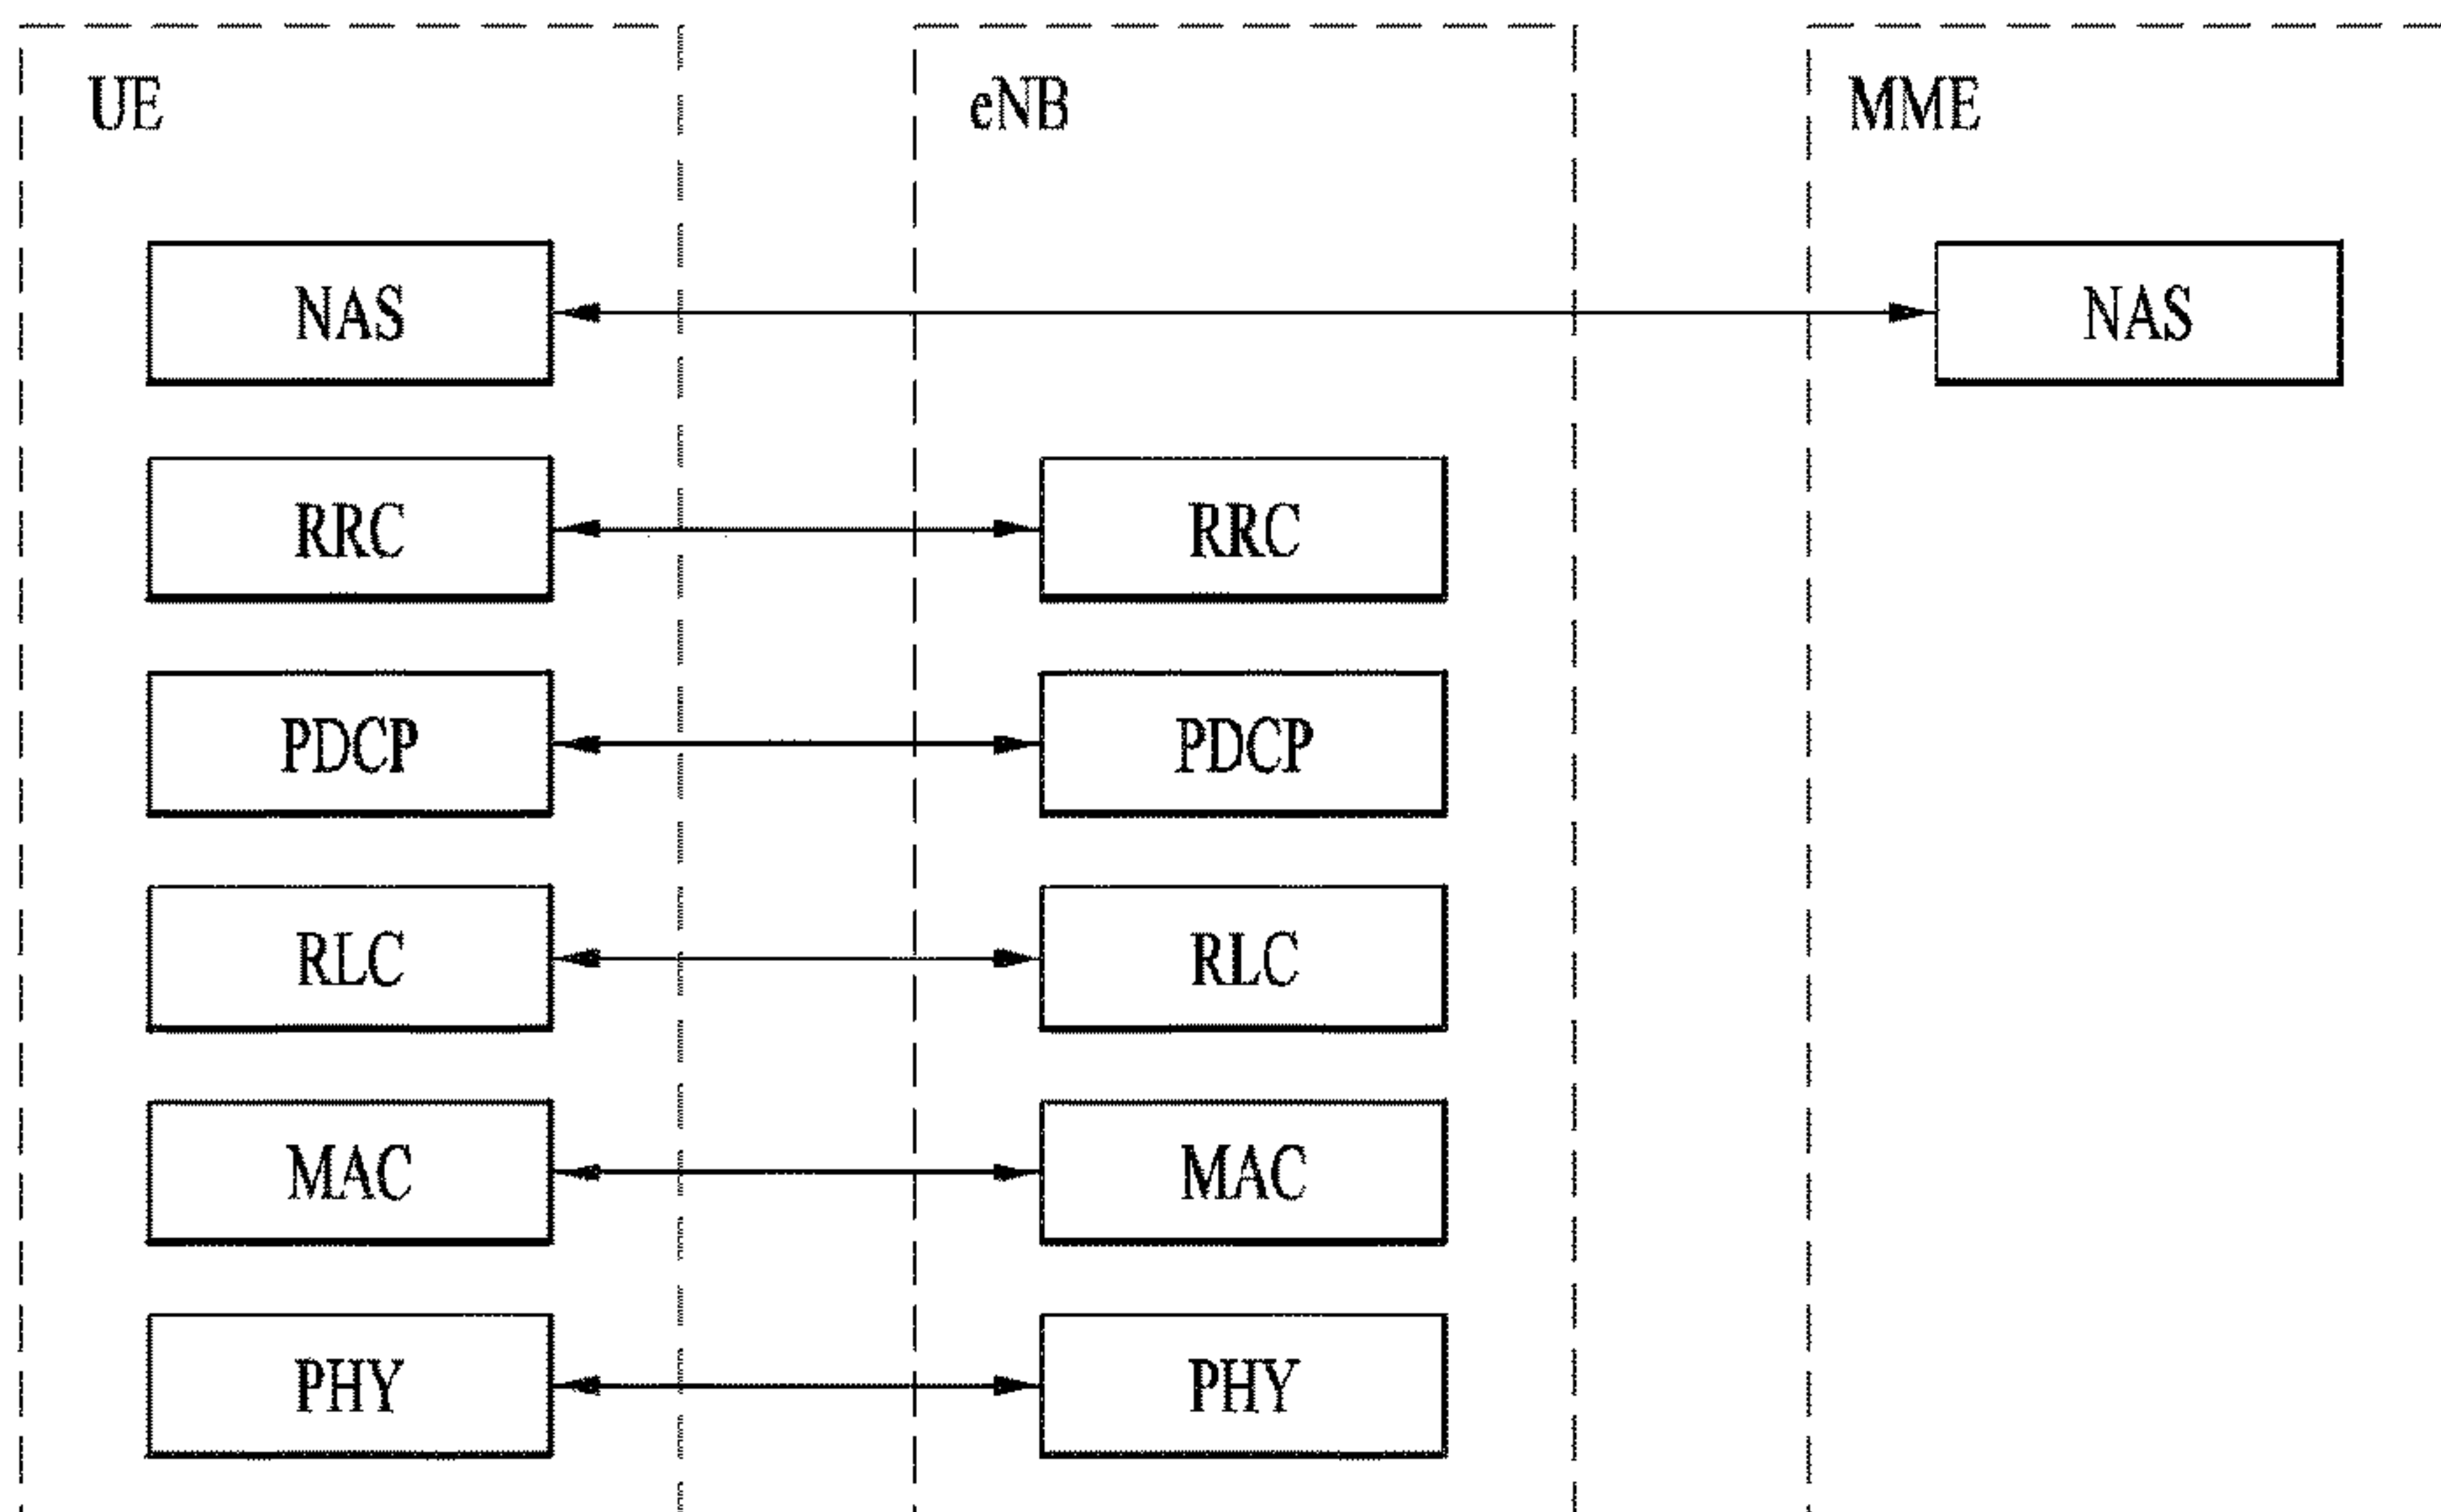 UE eNB MME
NAS NAS
RRC RRC
PDCP PDCP
RLC RLC
MAC MAC
PHY PHY